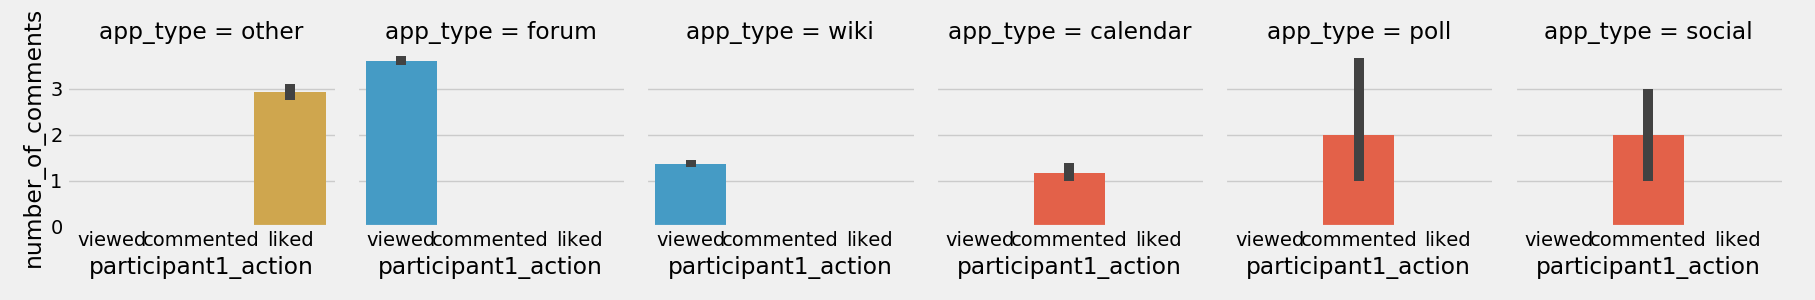 app_type = other app_type = forum app_type = wiki app_type = calendar app_type = poll app_type = social
number_of_comments
3
2
1
0
viewed commented liked viewed commented liked viewed commented liked viewed commented liked viewed commented liked viewed commented liked
participant1_action participant1_action participant1_action participant1_action participant1_action participant1_action